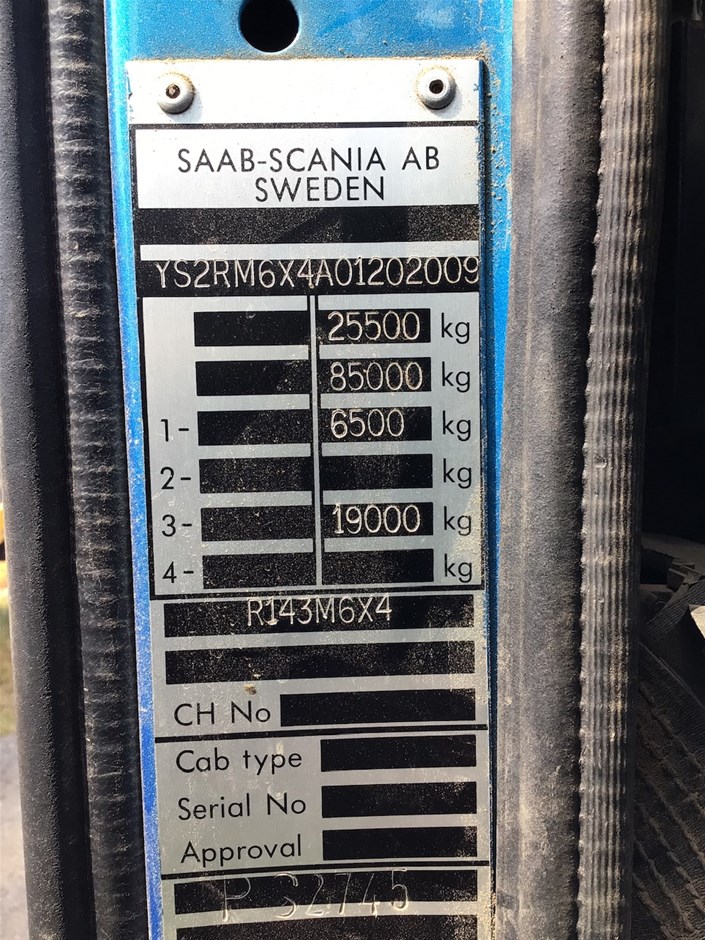 SAAB-SCANIA AB
SWEDEN
YS2RM6X4A01202009
25500 kg
85000 kg
1- 6500 kg
2- kg
3- 19000 kg
4- kg
R143M6X4
CH No
Cab type
Serial No
Approval
P S2745